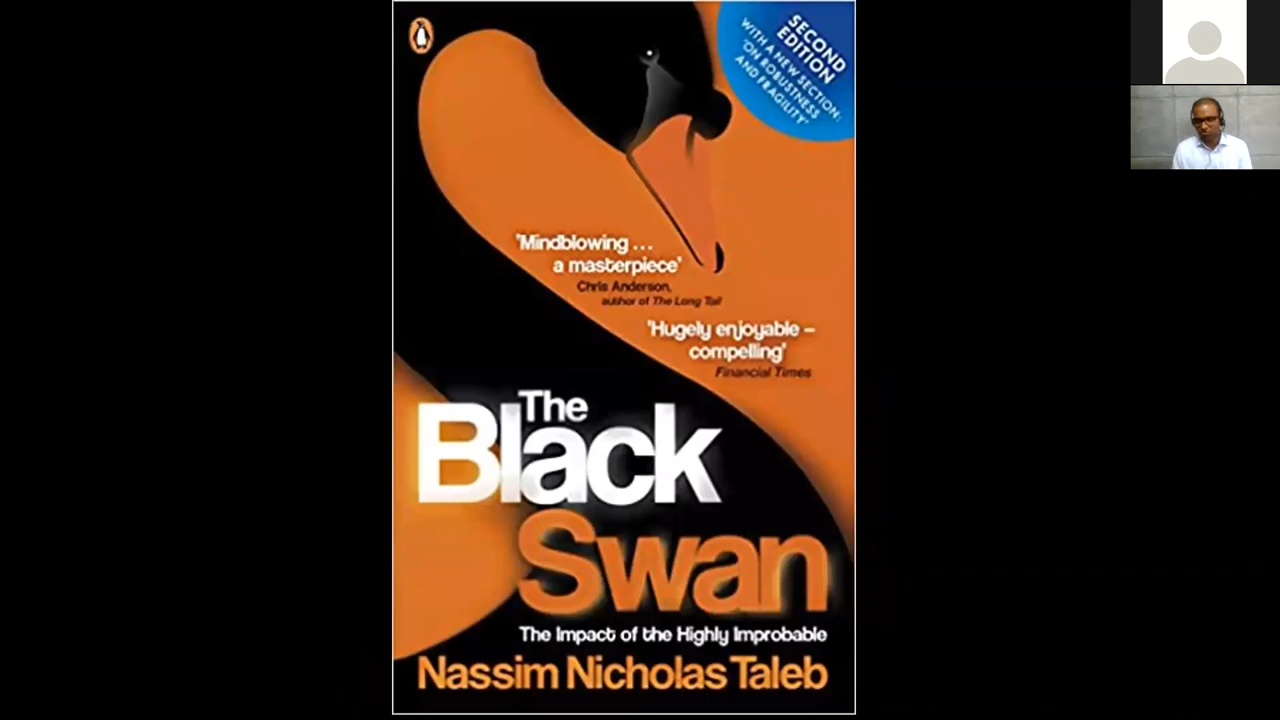 SECOND
EDITION
WITH A NEW SECTION:
'ON ROBUSTNESS
AND FRAGILITY'
'Mindblowing ...
a masterpiece'
Chris Anderson,
author of The Long Tail
'Hugely enjoyable –
compelling'
Financial Times
The
Black
Swan
The Impact of the Highly Improbable
Nassim Nicholas Taleb